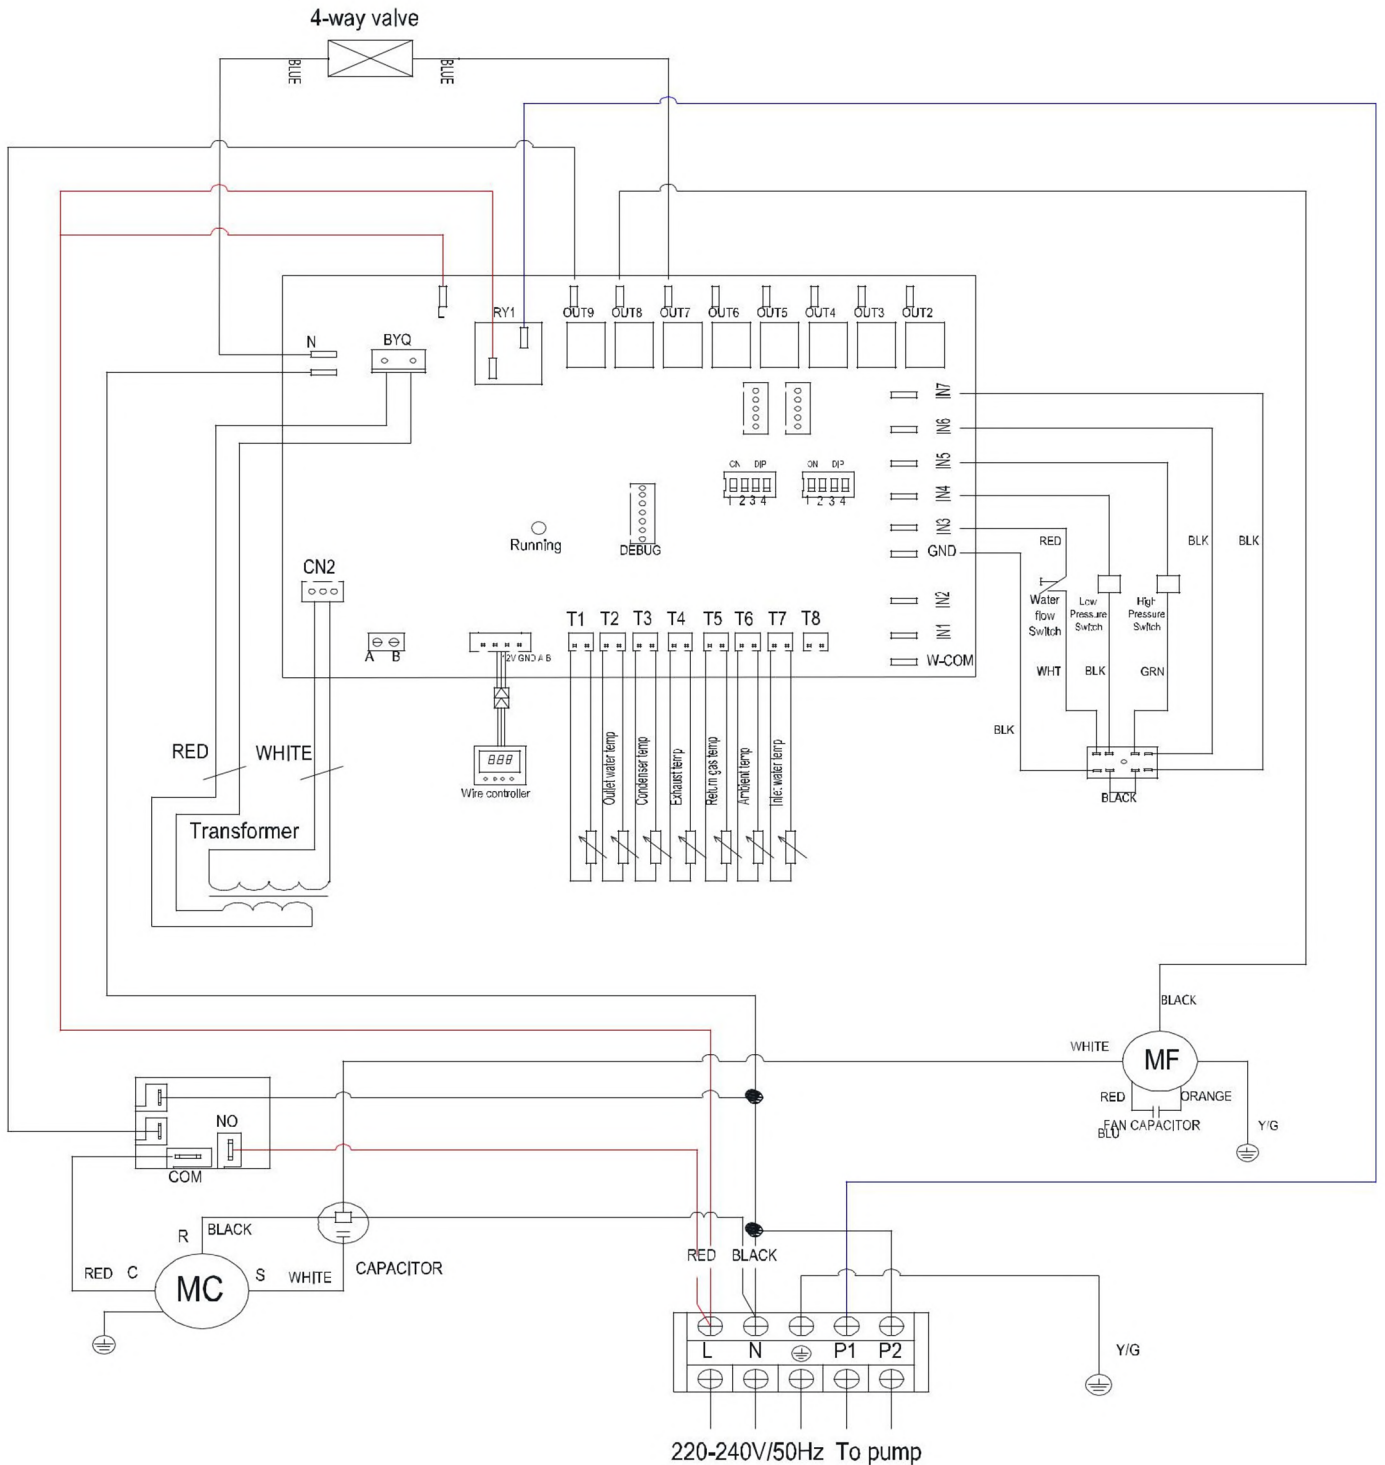 4-way valve
BLUE
BLUE
L
RY1
OUT9
OUT8
OUT7
OUT6
OUT5
OUT4
OUT3
OUT2
N
BYQ
IN7
IN6
IN5
IN4
IN3
GND
IN2
IN1
W-COM
ON DIP
1 2 3 4
ON DIP
1 2 3 4
Running
DEBUG
CN2
A B
12V GND A B
T1
T2
T3
T4
T5
T6
T7
T8
RED
BLK
BLK
Water
flow
Switch
Low
Pressure
Switch
High
Pressure
Switch
WHT
BLK
GRN
BLK
BLACK
RED
WHITE
Transformer
888
Wire controller
Outlet water temp
Condenser temp
Exhaust temp
Return gas temp
Ambient temp
Inlet water temp
BLACK
WHITE
MF
RED
ORANGE
FAN CAPACITOR
BLU
Y/G
NO
COM
R
BLACK
RED
C
MC
S
WHITE
CAPACITOR
RED
BLACK
L
N
P1
P2
Y/G
220-240V/50Hz
To pump